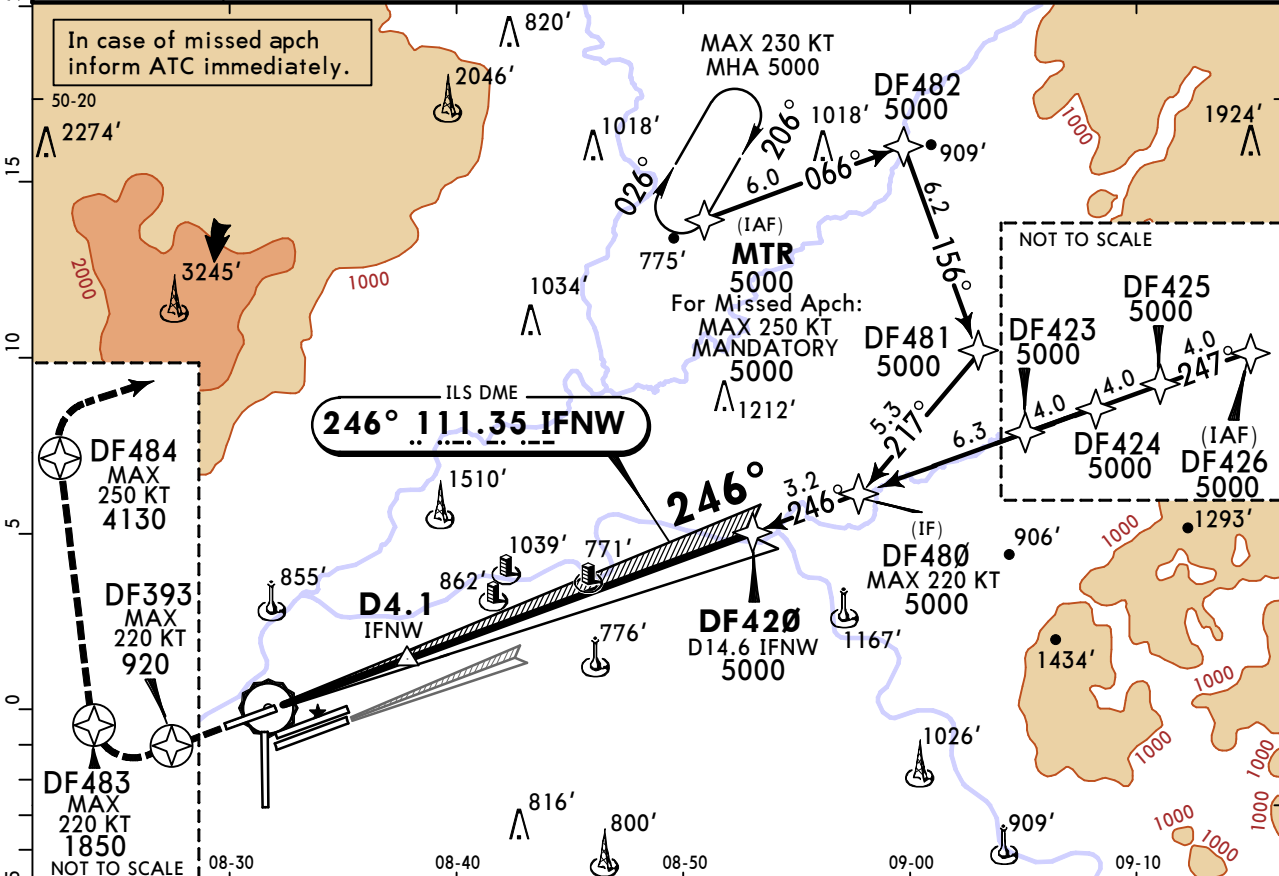 In case of missed apch
inform ATC immediately.
820'
MAX 230 KT
MHA 5000
2046'
DF482
5000
50-20
2274'
1018'
206°
1018'
909'
1000
1924'
15
026°
6.0
066°
6.2
156°
(IAF)
MTR
5000
775'
For Missed Apch:
MAX 250 KT
MANDATORY
5000
NOT TO SCALE
2000
3245'
1000
1034'
DF481
5000
DF423
5000
DF425
5000
4.0
247°
4.0
4.0
10
1212'
ILS DME
246° 111.35 IFNW
5.3
217°
6.3
DF424
5000
(IAF)
DF426
5000
DF484
MAX
250 KT
4130
1510'
246°
3.2
246°
(IF)
DF48Ø
MAX 220 KT
5000
906'
1000
1293'
5
1039'
771'
862'
855'
DF393
MAX
220 KT
920
D4.1
IFNW
776'
DF42Ø
D14.6 IFNW
5000
1167'
1434'
1000
0
DF483
MAX
220 KT
1850
NOT TO SCALE
1026'
1000
1000
816'
800'
909'
1000
1000
1000
5
08-30
08-40
08-50
09-00
09-10